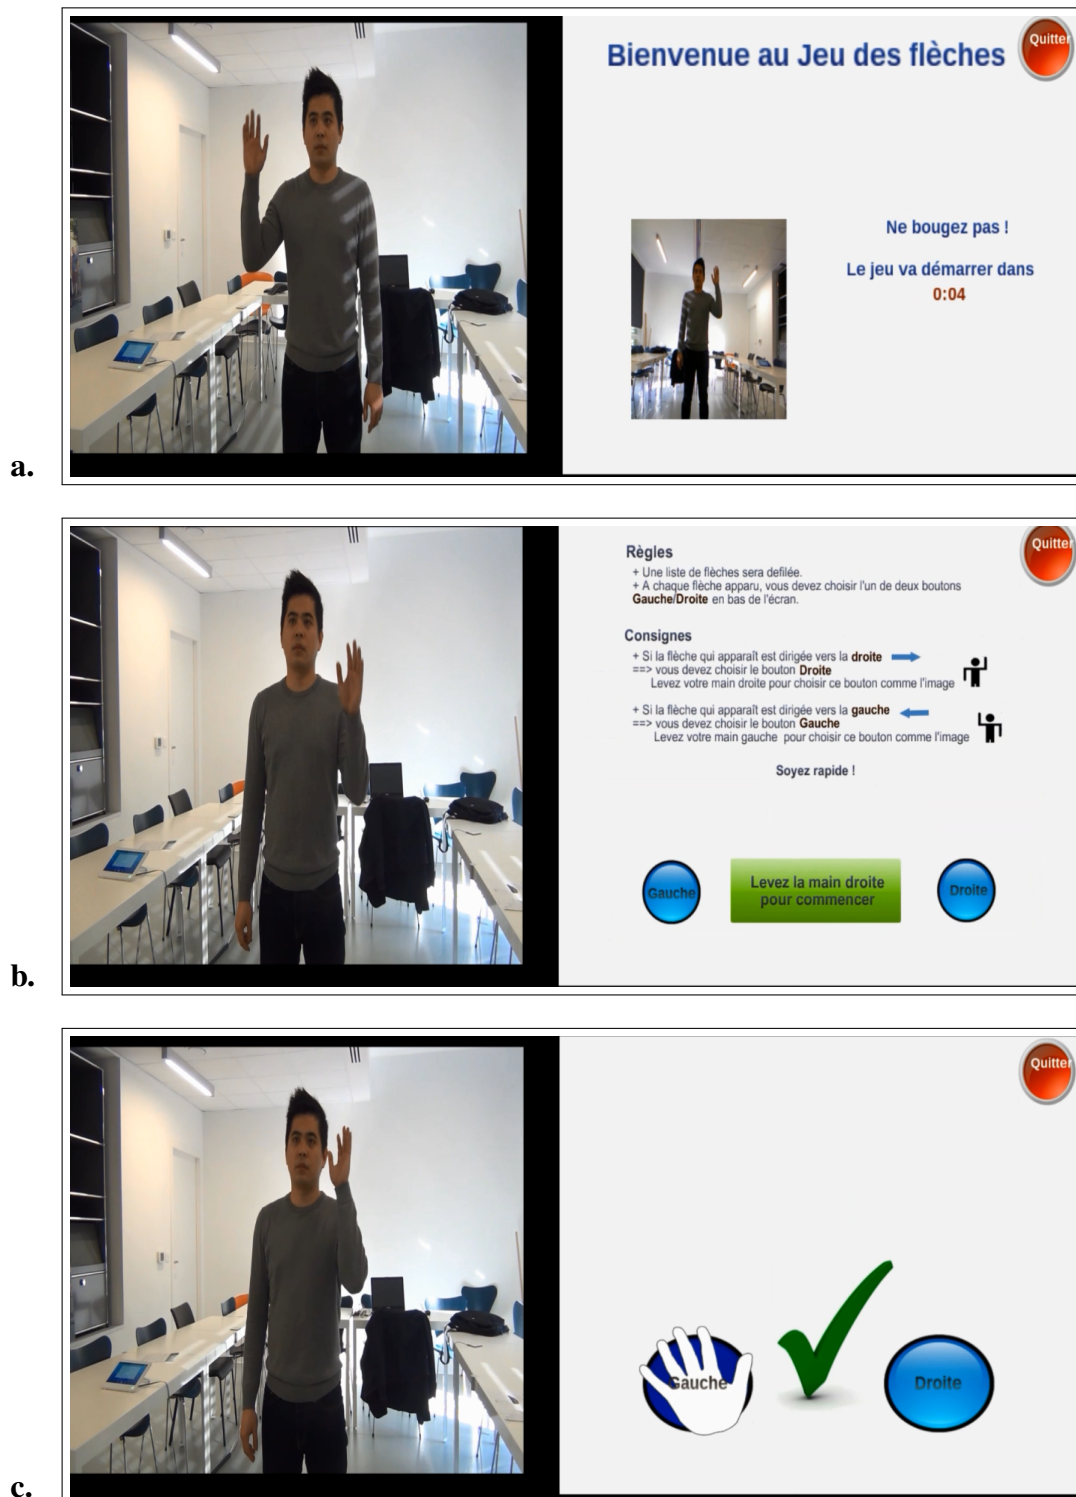 Bienvenue au Jeu des flèches
Quitter
Ne bougez pas !
Le jeu va démarrer dans
0:04
a.
Quitter
Règles
+ Une liste de flèches sera defilée.
+ A chaque flèche apparu, vous devez choisir l'un de deux boutons
Gauche/Droite en bas de l'écran.
Consignes
+ Si la flèche qui apparaît est dirigée vers la droite
==> vous devez choisir le bouton Droite
Levez votre main droite pour choisir ce bouton comme l'image
+ Si la flèche qui apparaît est dirigée vers la gauche
==> vous devez choisir le bouton Gauche
Levez votre main gauche pour choisir ce bouton comme l'image
Soyez rapide !
Gauche
Levez la main droite
pour commencer
Droite
b.
Quitter
Gauche
Droite
c.